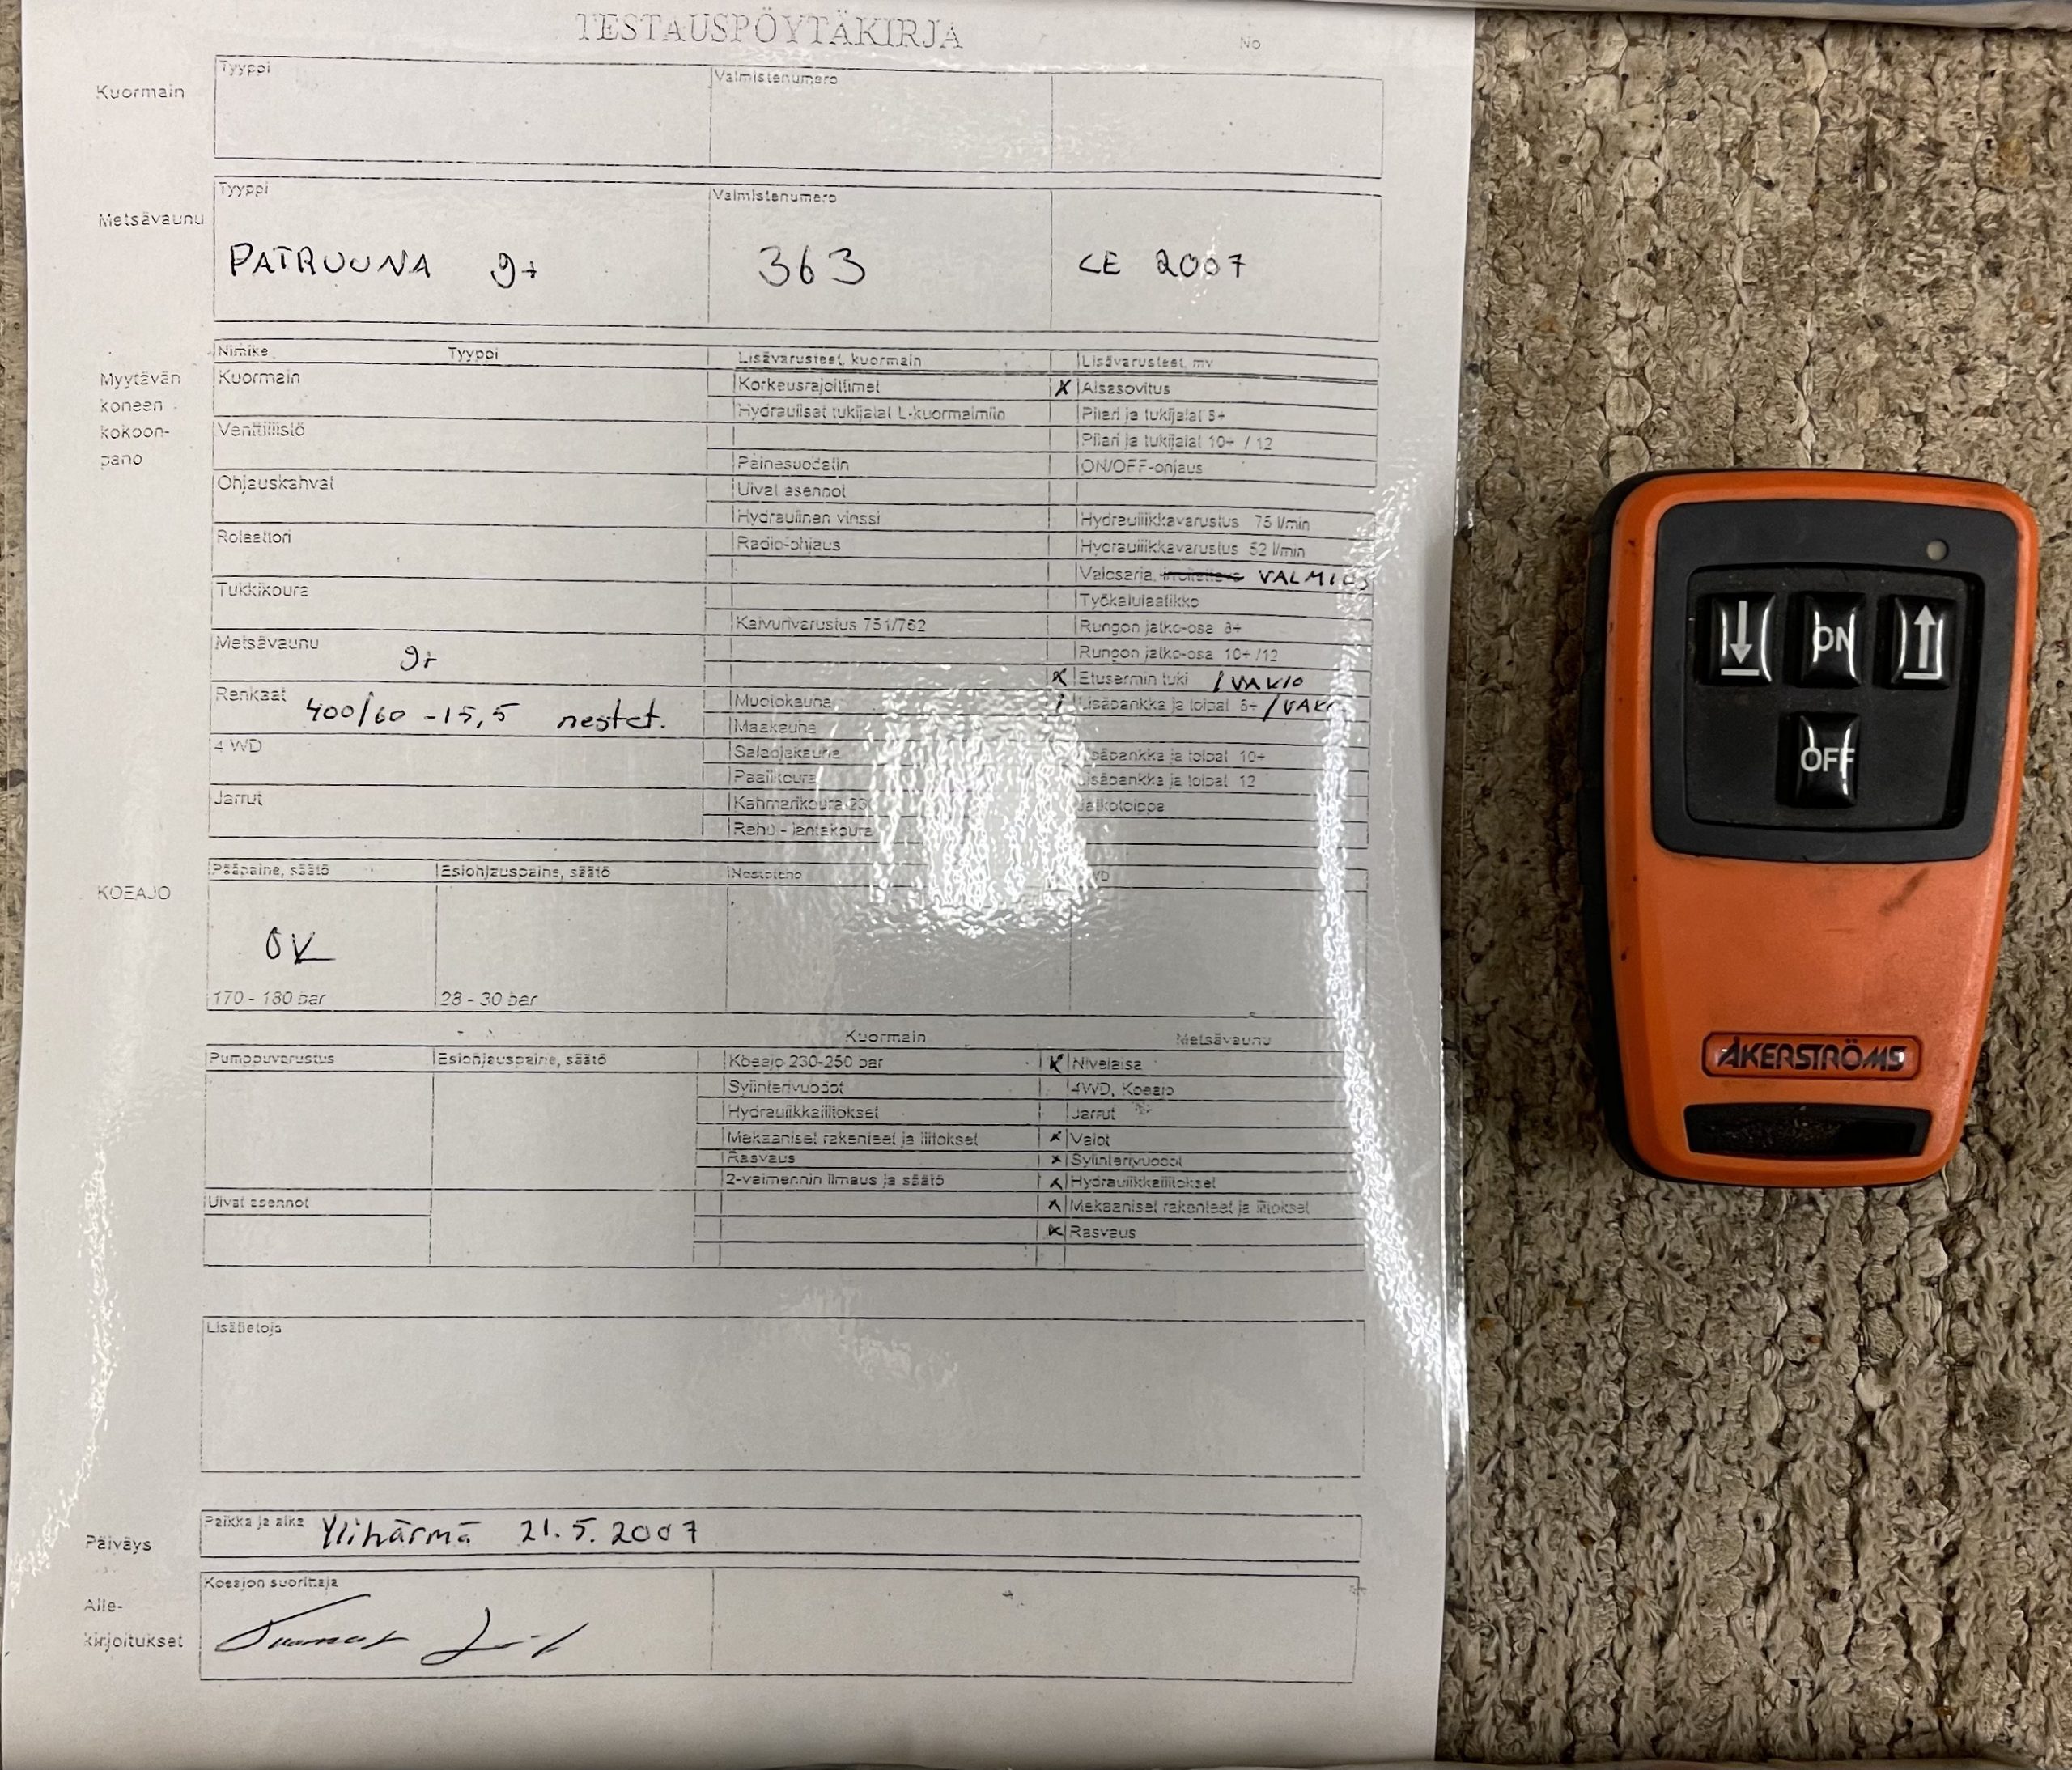 TESTAUSPÖYTÄKIRJA
No
Kuormain
Tyyppi
Valmistenumero
Metsävaunu
Tyyppi
Valmistenumero
PATRUUNA 9+
363
CE 2007
Myytävän
koneen
kokoon-
pano
Nimike
Tyyppi
Kuormain
Venttiilistö
Ohjauskahvat
Rotaattori
Tukkikoura
Metsävaunu 9+
Renkaat 400/60 -15,5 nestet.
4 WD
Jarrut
Lisävarusteet, kuormain
Korkeusrajoittimet
Hydrauliset tukijalat L-kuormaimiin
Painesuodatin
Uivat asennot
Hydraulinen vinssi
Radio-ohjaus
Kaivurivarustus 751/762
Muotokauha
Maakauha
Salaojakauha
Paalikoura
Kahmarikoura
Rehu - lantakoura
Lisävarusteet, mv
X Aisasovitus
Pilari ja tukijalat 8+
Pilari ja tukijalat 10+ / 12
ON/OFF-ohjaus
Hydrauliikkavarustus 75 l/min
Hydrauliikkavarustus 52 l/min
Valosarja, VALMIUS
Työkalulaatikko
Rungon jatko-osa 8+
Rungon jatko-osa 10+/12
X Etusermin tuki / VAKIO
Lisäpankka ja tolpat 8+ /VAKI
Lisäpankka ja tolpat 10+
Lisäpankka ja tolpat 12
Jatkotolppa
KOEAJO
Pääpaine, säätö
Esiohjauspaine, säätö
Nostoteho
OK
170 - 180 bar
28 - 30 bar
Kuormain
Metsävaunu
Pumppuvarustus
Esiohjauspaine, säätö
Uivat asennot
Koeajo 230-250 bar
Sylinterivuodot
Hydrauliikkaliitokset
Mekaaniset rakenteet ja liitokset
Rasvaus
2-vaimennin ilmaus ja säätö
X Nivelaisa
4WD, Koeajo
Jarrut
X Valot
X Sylinterivuodot
X Hydrauliikkaliitokset
X Mekaaniset rakenteet ja liitokset
X Rasvaus
Lisätietoja
Päiväys
Paikka ja aika Ylihärmä 21.5.2007
Alle-
kirjoitukset
Koeajon suorittaja
ON
OFF
ÅKERSTRÖMS